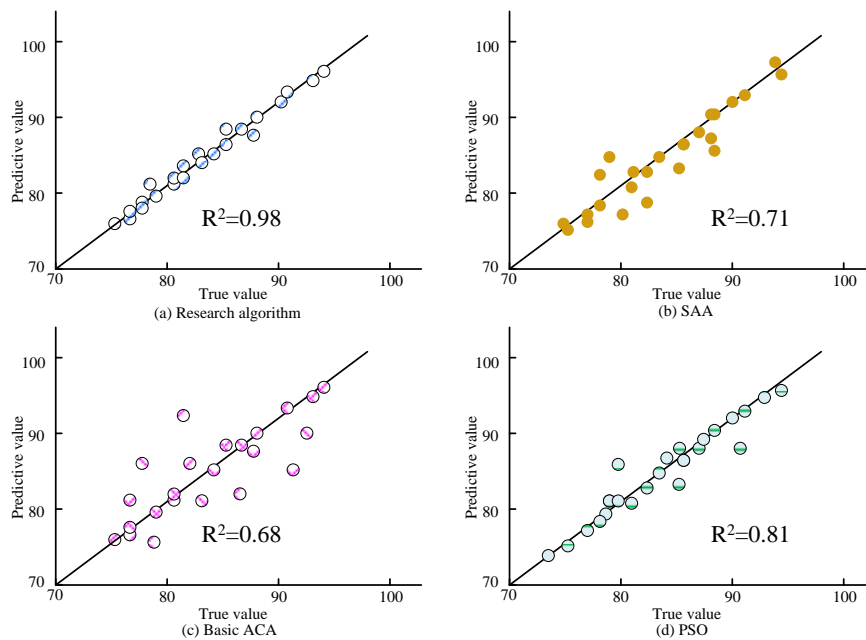 100
90
80
70
Predictive value
R²=0.98
70
80
90
100
True value
(a) Research algorithm
100
90
80
70
Predictive value
R²=0.71
70
80
90
100
True value
(b) SAA
100
90
80
70
Predictive value
R²=0.68
70
80
90
100
True value
(c) Basic ACA
100
90
80
70
Predictive value
R²=0.81
70
80
90
100
True value
(d) PSO